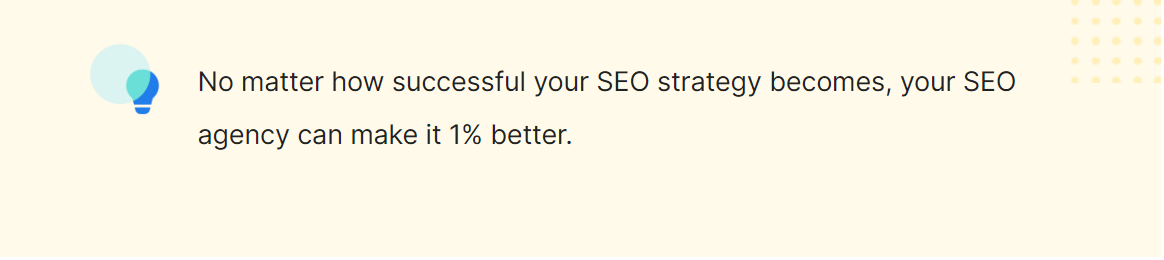 No matter how successful your SEO strategy becomes, your SEO
agency can make it 1% better.